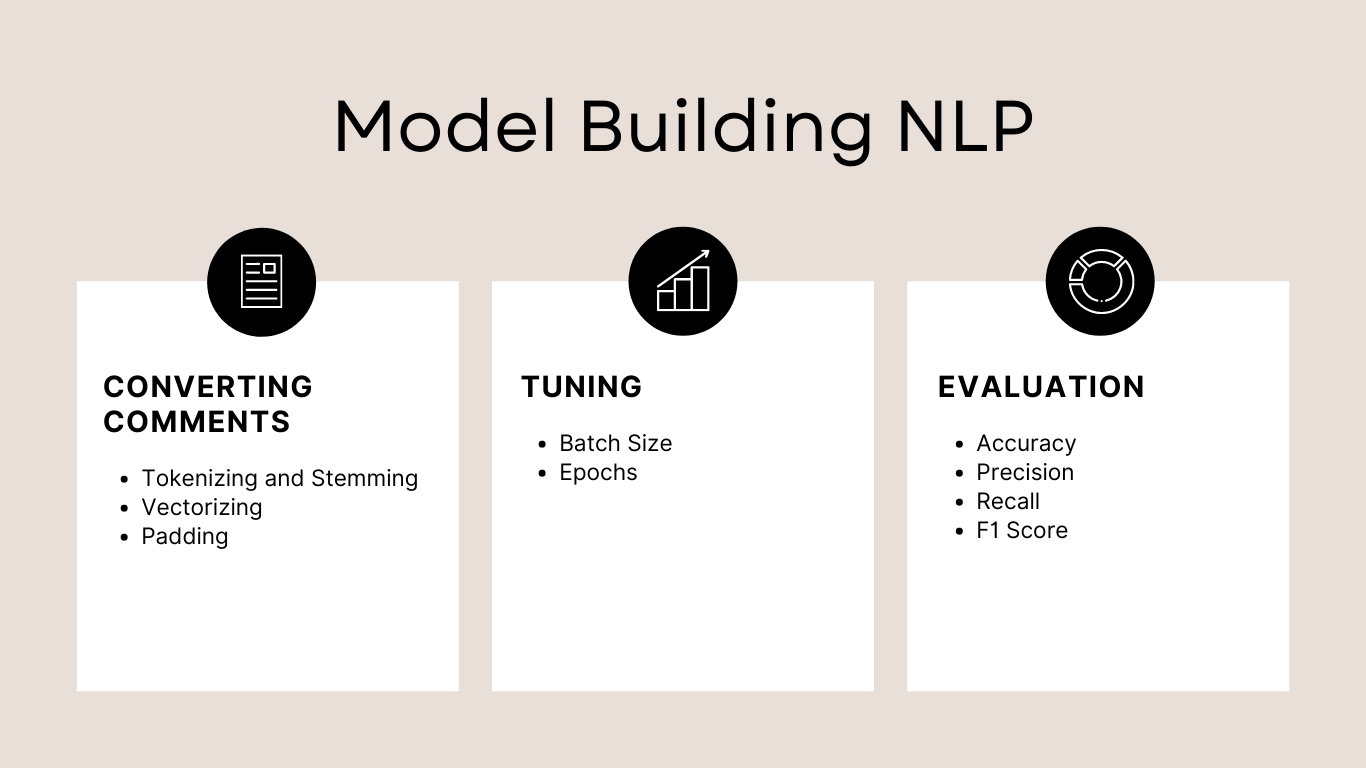 Model Building NLP
CONVERTING
COMMENTS
Tokenizing and Stemming
Vectorizing
Padding
TUNING
Batch Size
Epochs
EVALUATION
Accuracy
Precision
Recall
F1 Score